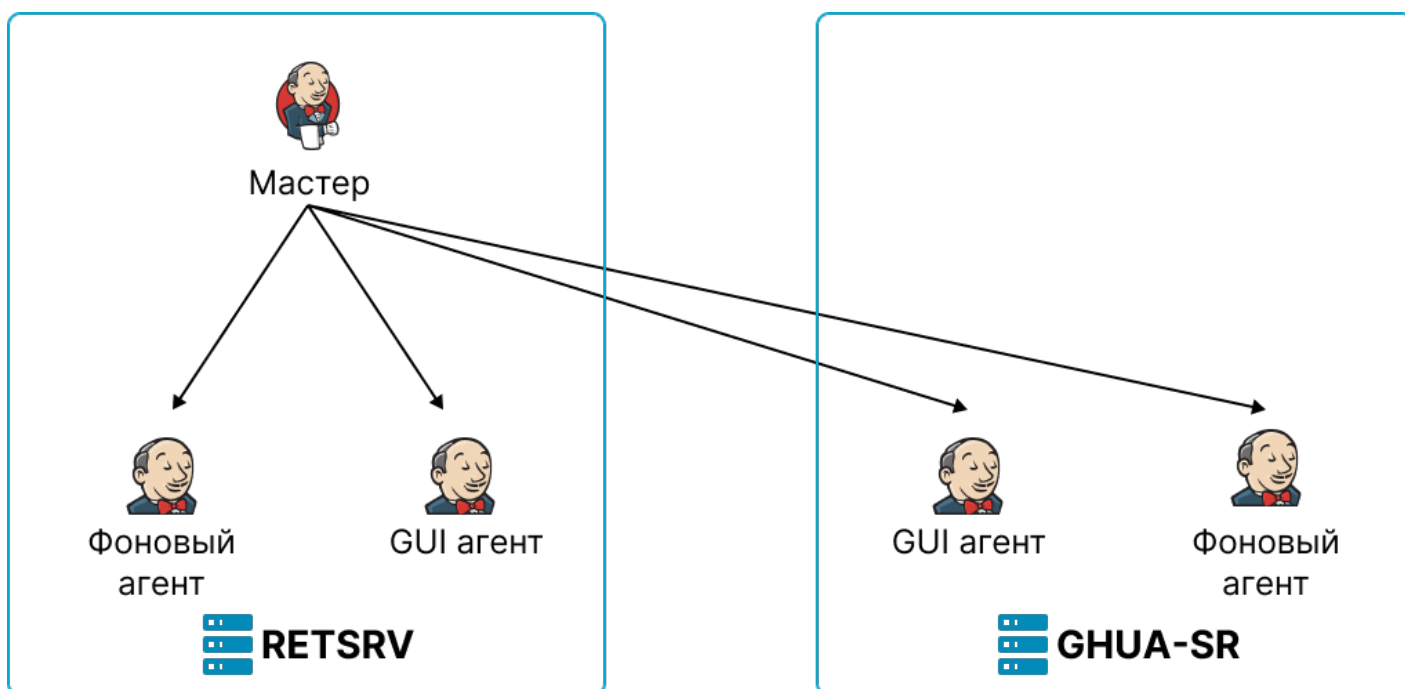 Мастер
Фоновый
агент
GUI агент
GUI агент
Фоновый
агент
RETSRV
GHUA-SR